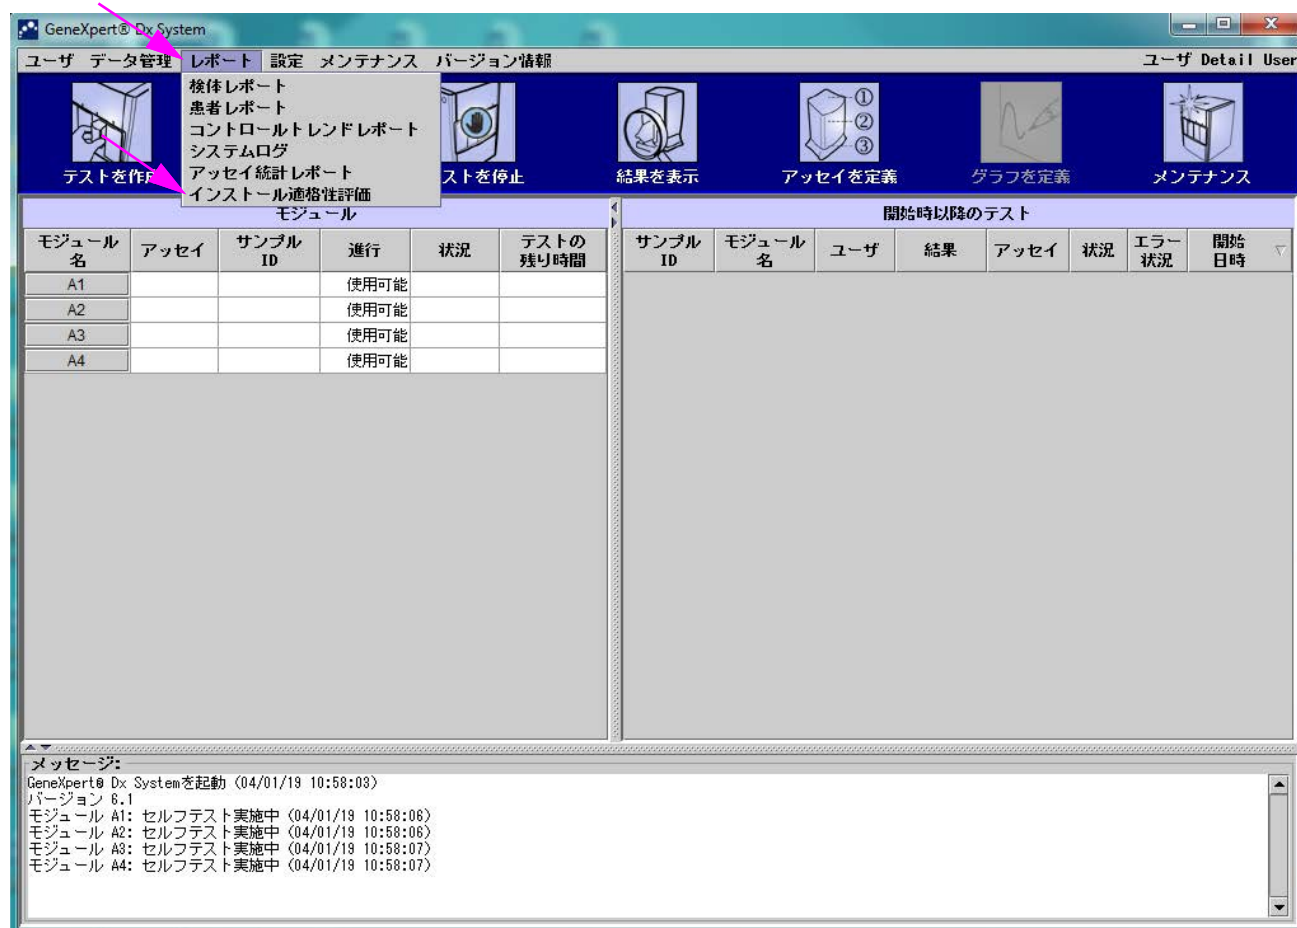 GeneXpert® Dx System
ユーザ データ管理 レポート 設定 メンテナンス バージョン情報 ユーザ Detail User
検体レポート
患者レポート
コントロールトレンドレポート
システムログ
アッセイ統計レポート
インストール適格性評価
① ② ③
テストを作成 ストを停止 結果を表示 アッセイを定義 グラフを定義 メンテナンス
モジュール
モジュール名 アッセイ サンプルID 進行 状況 テストの残り時間
A1 使用可能
A2 使用可能
A3 使用可能
A4 使用可能
開始時以降のテスト
サンプルID モジュール名 ユーザ 結果 アッセイ 状況 エラー状況 開始日時
メッセージ:
GeneXpert® Dx Systemを起動 (04/01/19 10:58:03)
バージョン 6.1
モジュール A1: セルフテスト実施中 (04/01/19 10:58:06)
モジュール A2: セルフテスト実施中 (04/01/19 10:58:06)
モジュール A3: セルフテスト実施中 (04/01/19 10:58:07)
モジュール A4: セルフテスト実施中 (04/01/19 10:58:07)